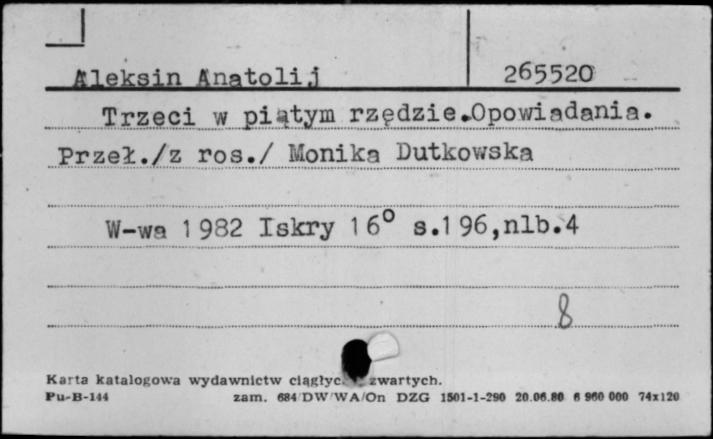 Aleksin Anatolij 265520
Trzeci w piątym rzędzie.Opowiadania.
Przeł./z ros./ Monika Dutkowska
W-wa 1982 Iskry 16° s.196,nlb.4
8
Karta katalogowa wydawnictw zwartych.
Pu-B-144 zam. 684/DW/WA/On DZG 1501-1-290 20.06.80 6 960 000 74x120